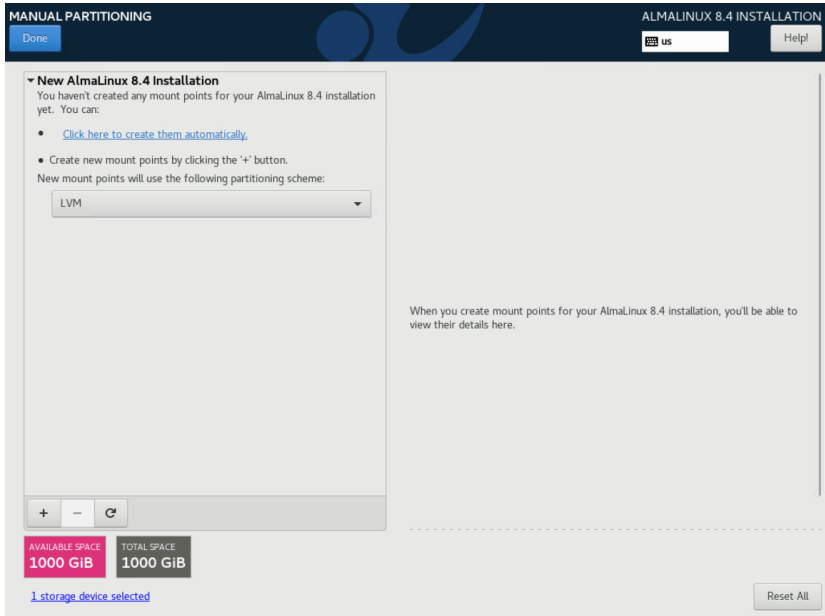 MANUAL PARTITIONING
ALMALINUX 8.4 INSTALLATION
Done
us
Help!
New AlmaLinux 8.4 Installation
You haven't created any mount points for your AlmaLinux 8.4 installation
yet. You can:
• Click here to create them automatically.
• Create new mount points by clicking the '+' button.
New mount points will use the following partitioning scheme:
LVM
When you create mount points for your AlmaLinux 8.4 installation, you'll be able to
view their details here.
+ −
AVAILABLE SPACE
1000 GiB
TOTAL SPACE
1000 GiB
1 storage device selected
Reset All